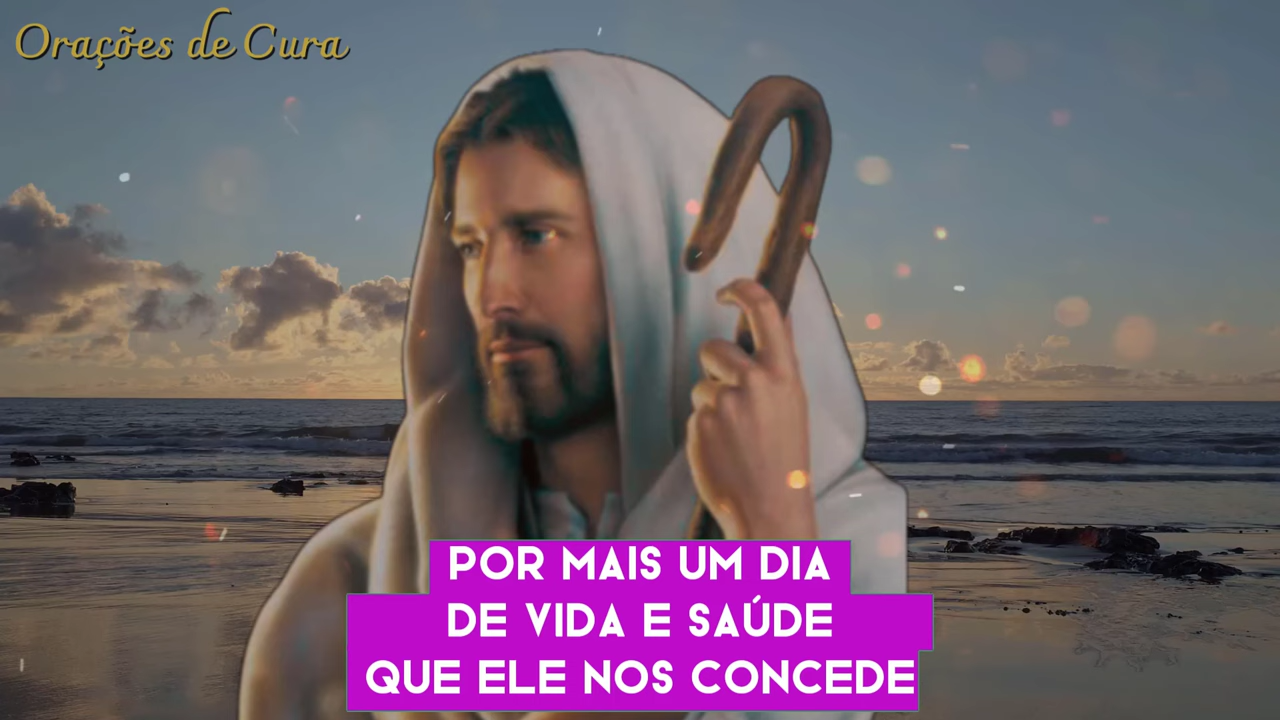 Orações de Cura
POR MAIS UM DIA
DE VIDA E SAÚDE
QUE ELE NOS CONCEDE